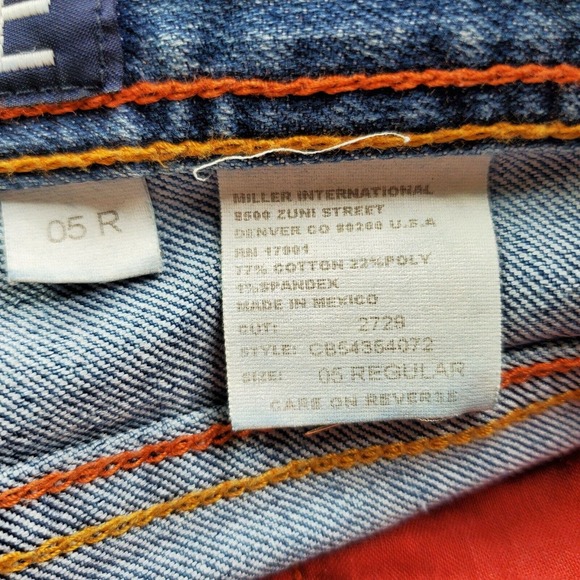 05 R
MILLER INTERNATIONAL
8500 ZUNI STREET
DENVER CO 80260 U.S.A
RN 17001
77% COTTON 22%POLY
1%SPANDEX
MADE IN MEXICO
CUT: 2729
STYLE: CB54354072
SIZE: 05 REGULAR
CARE ON REVERSE